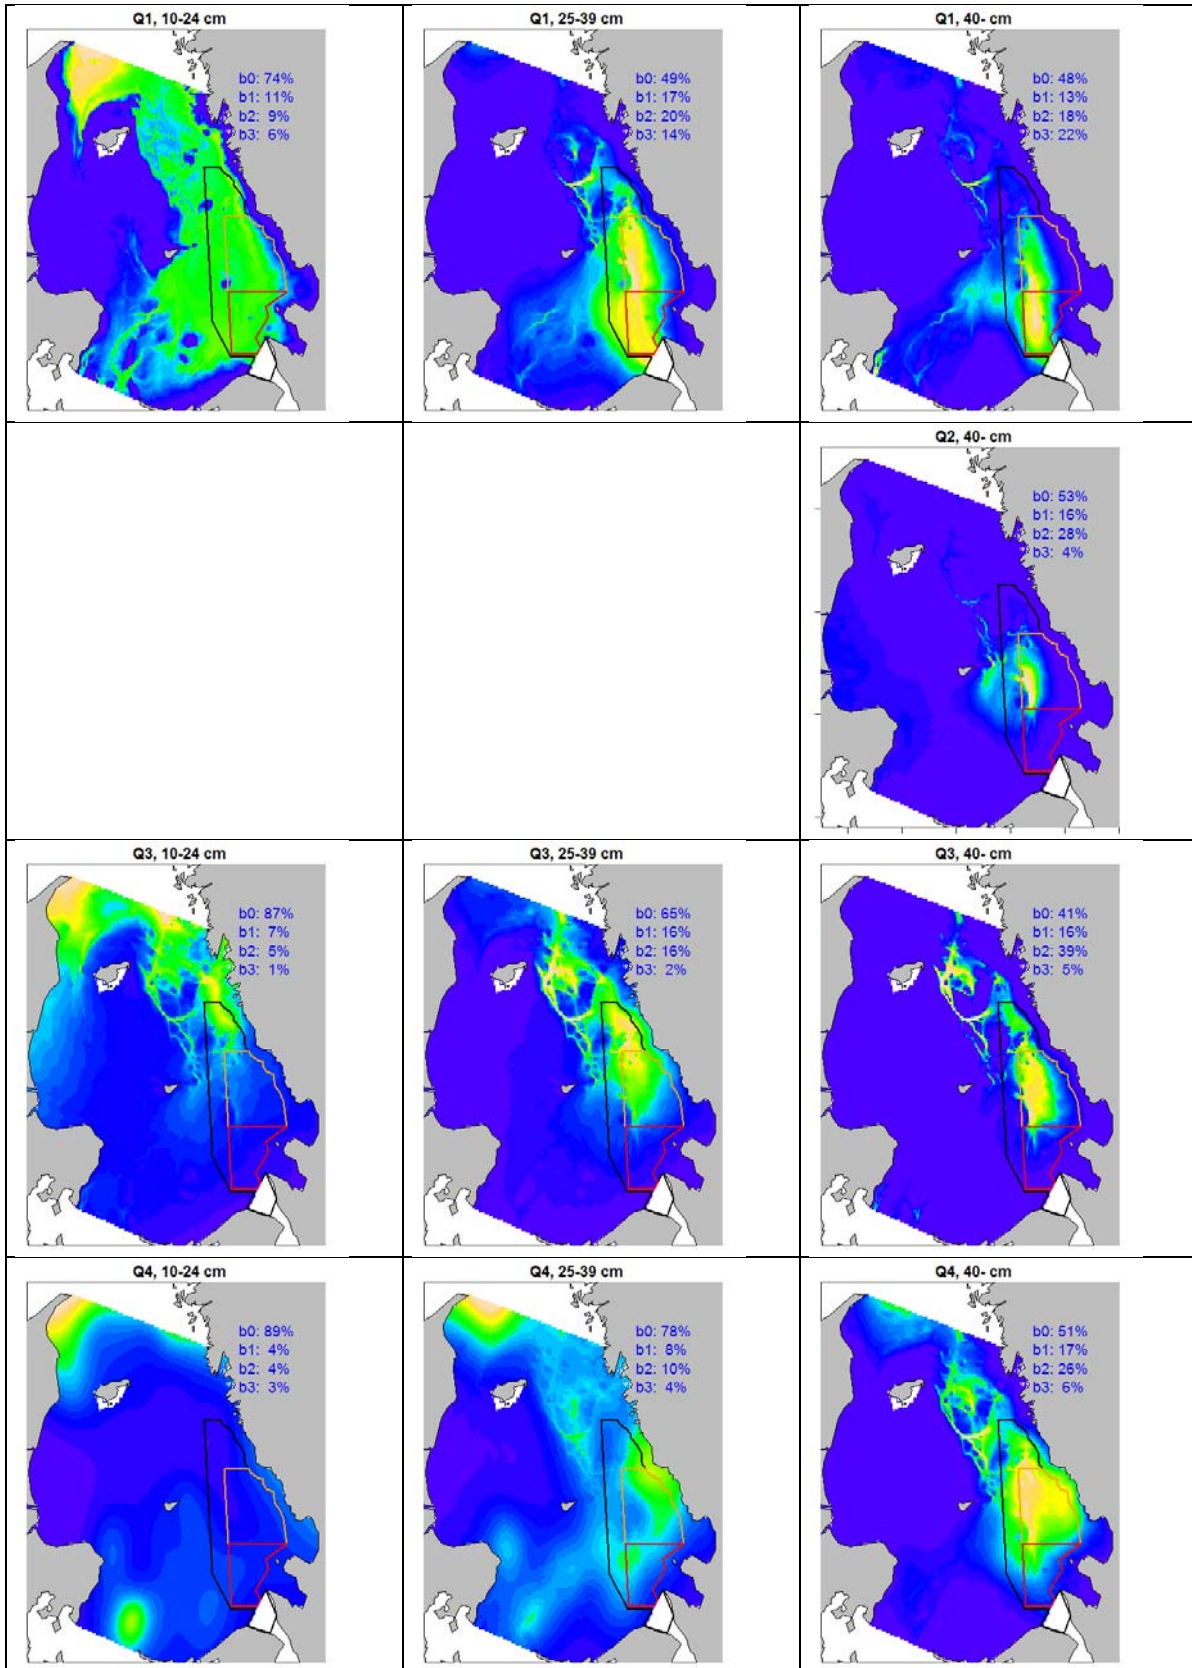 Q1, 10-24 cm
b0: 74%
b1: 11%
b2: 9%
b3: 6%
Q1, 25-39 cm
b0: 49%
b1: 17%
b2: 20%
b3: 14%
Q1, 40- cm
b0: 48%
b1: 13%
b2: 18%
b3: 22%
Q2, 40- cm
b0: 53%
b1: 16%
b2: 28%
b3: 4%
Q3, 10-24 cm
b0: 87%
b1: 7%
b2: 5%
b3: 1%
Q3, 25-39 cm
b0: 65%
b1: 16%
b2: 16%
b3: 2%
Q3, 40- cm
b0: 41%
b1: 16%
b2: 39%
b3: 5%
Q4, 10-24 cm
b0: 89%
b1: 4%
b2: 4%
b3: 3%
Q4, 25-39 cm
b0: 78%
b1: 8%
b2: 10%
b3: 4%
Q4, 40- cm
b0: 51%
b1: 17%
b2: 26%
b3: 6%